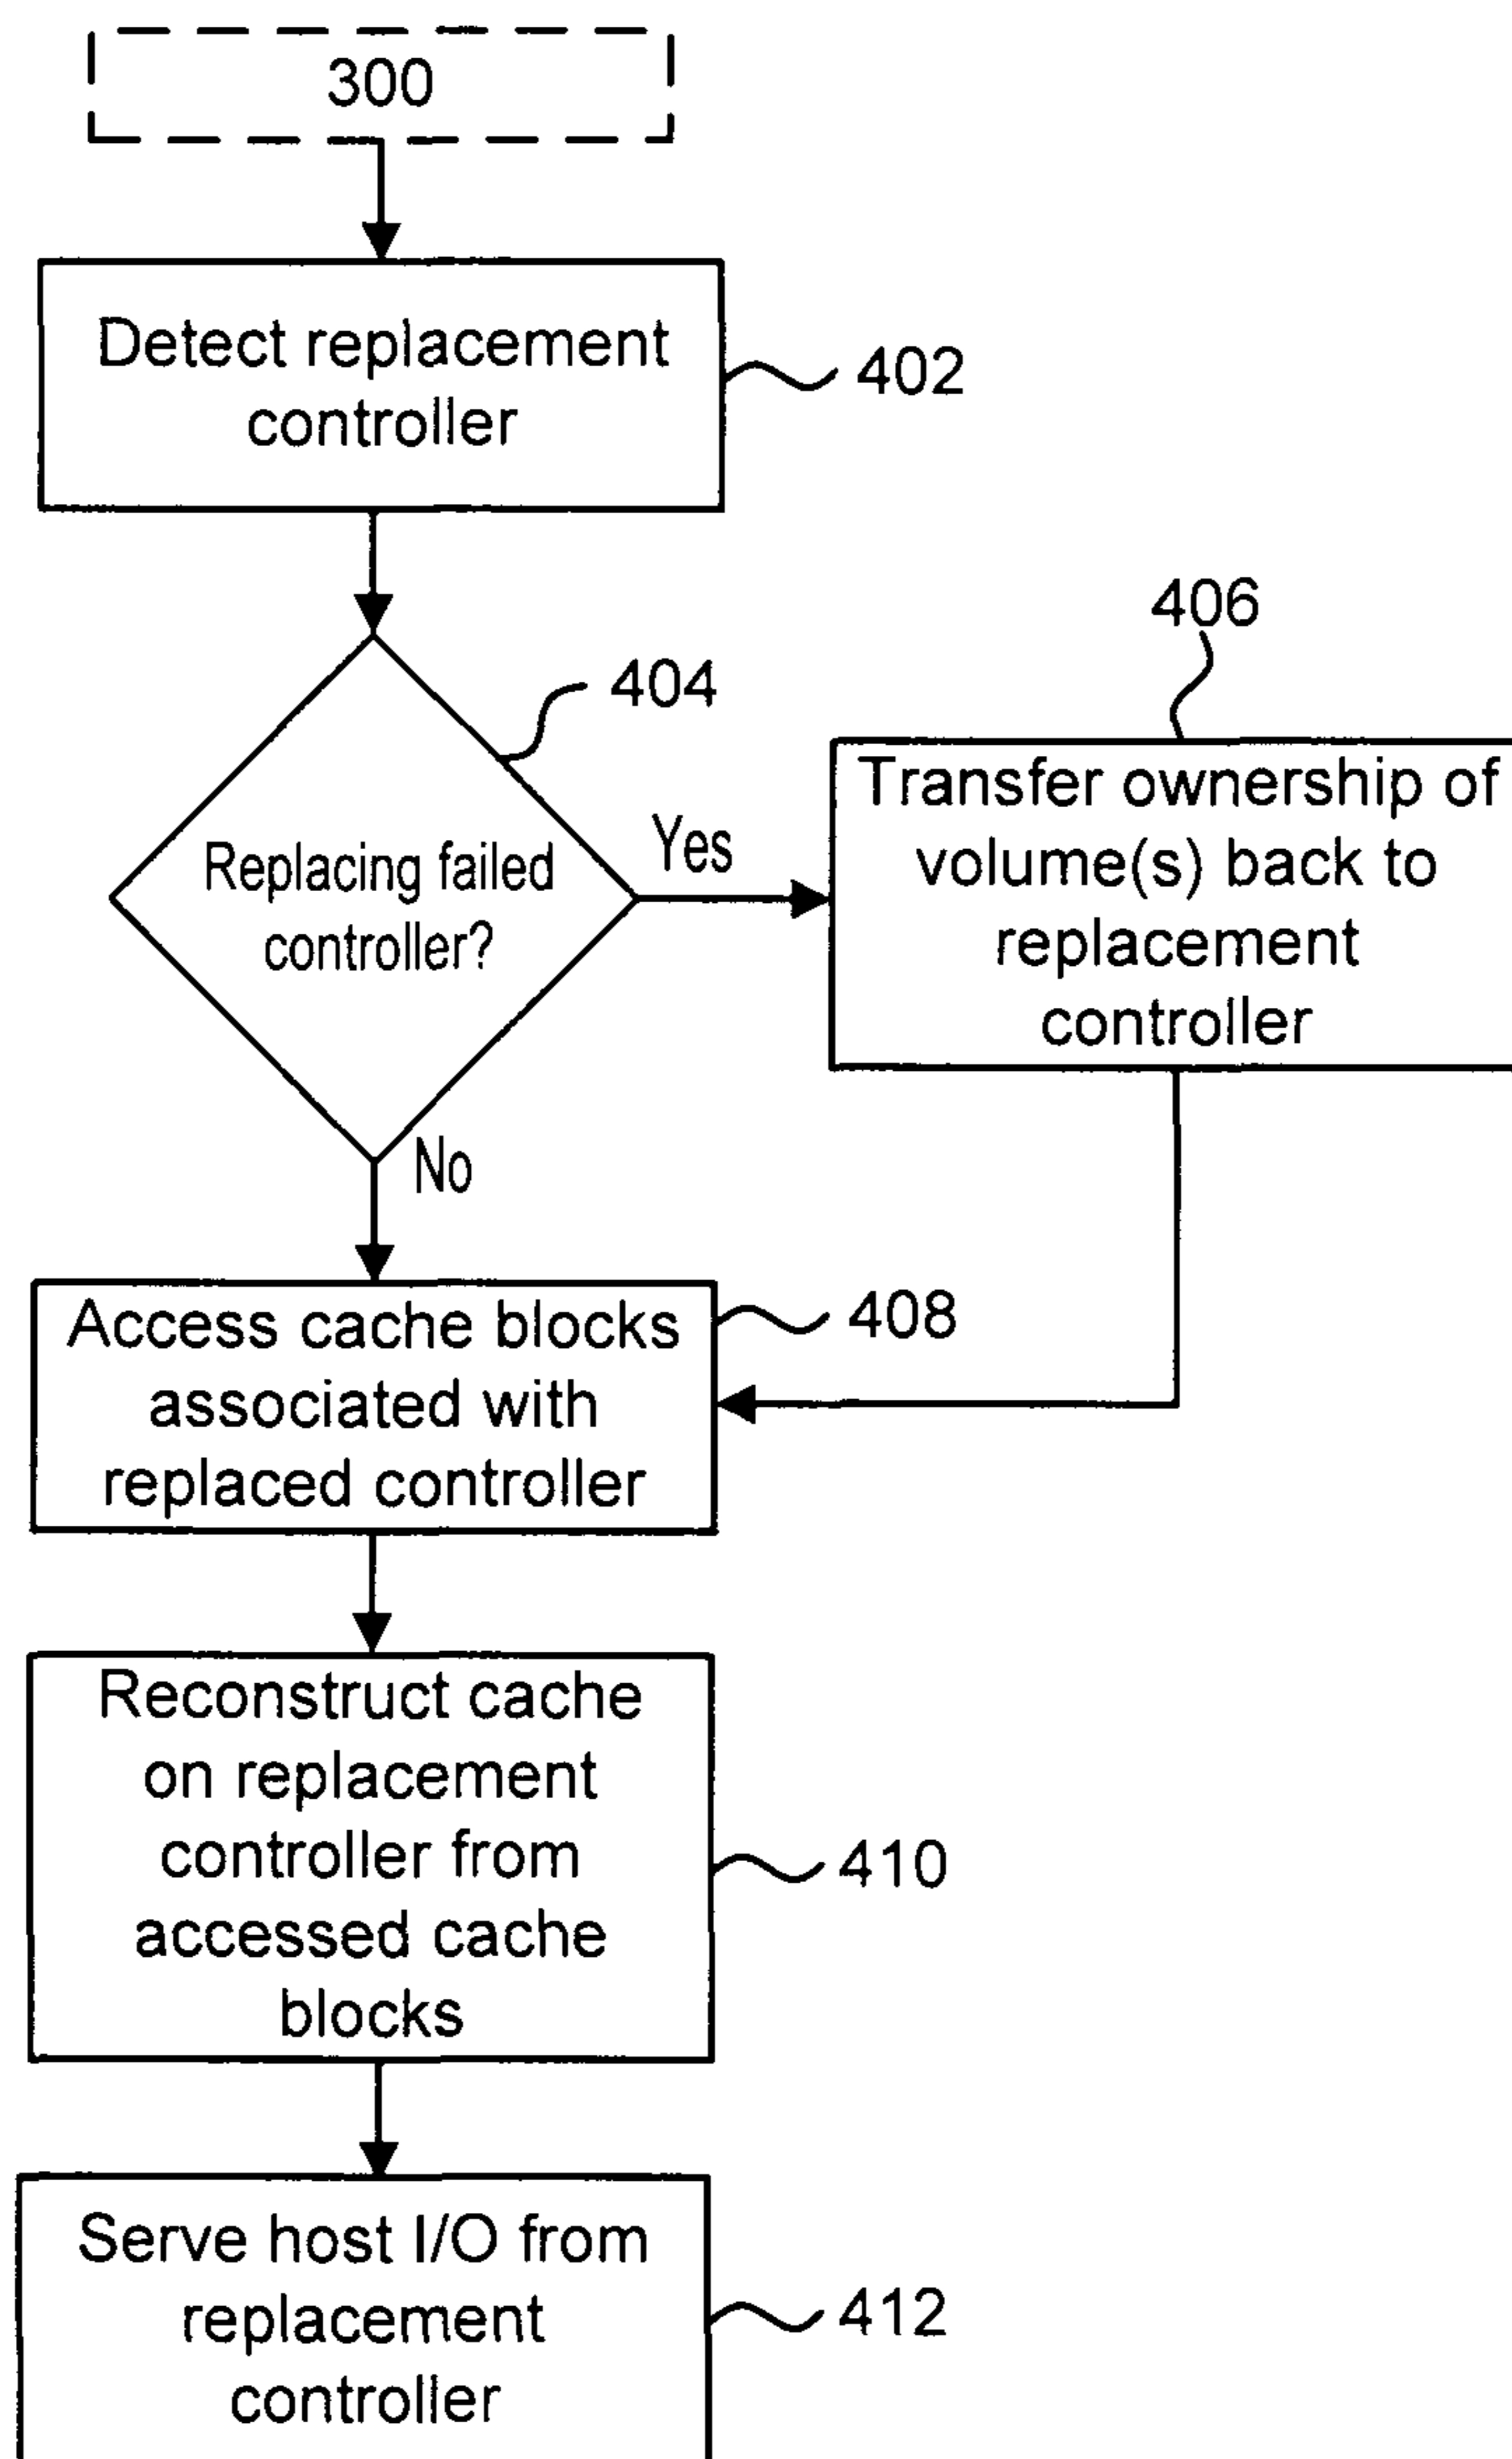 300
Detect replacement
controller
402
404
Replacing failed
controller?
Yes
406
Transfer ownership of
volume(s) back to
replacement
controller
No
Access cache blocks
associated with
replaced controller
408
Reconstruct cache
on replacement
controller from
accessed cache
blocks
410
Serve host I/O from
replacement
controller
412